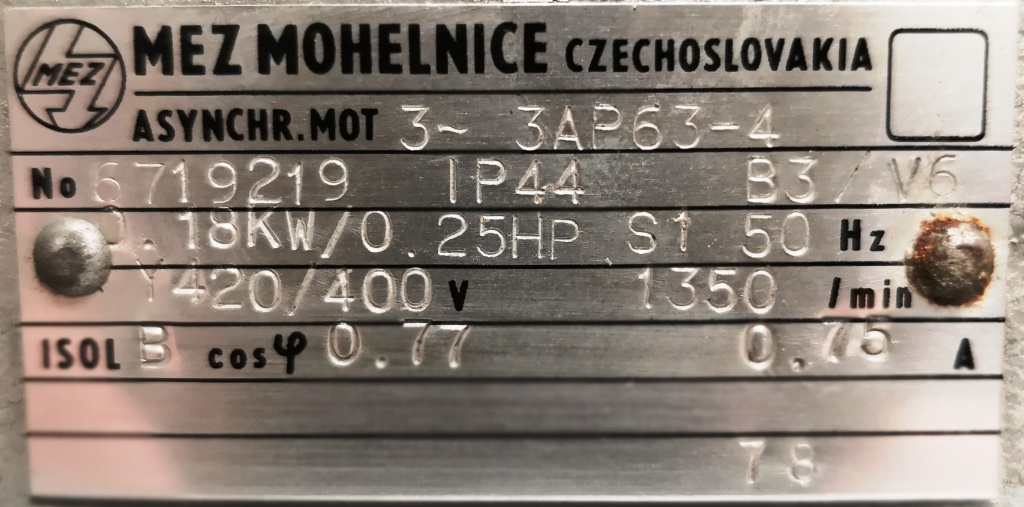 MEZ
MEZ MOHELNICE CZECHOSLOVAKIA
ASYNCHR.MOT 3~ 3AP63-4
No 6719219 IP44 B3/V6
0.18KW/0.25HP S1 50 Hz
Y420/400 V 1350 /min
ISOL B cosφ 0.77 0.75 A
78